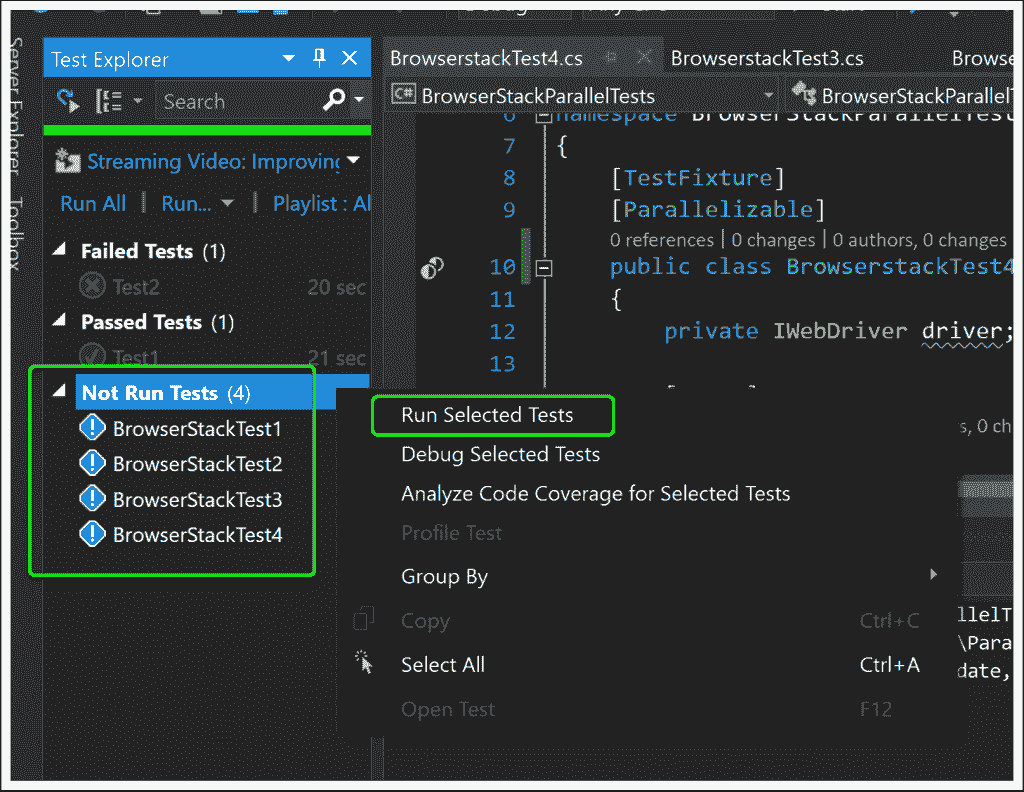 Server Explorer
Toolbox
Test Explorer
Search
Streaming Video: Improving
Run All | Run... | Playlist : Al
Failed Tests (1)
Test2 20 sec
Passed Tests (1)
Test1 21 sec
Not Run Tests (4)
BrowserStackTest1
BrowserStackTest2
BrowserStackTest3
BrowserStackTest4
BrowserstackTest4.cs BrowserstackTest3.cs Browse
C# BrowserStackParallelTests BrowserStackParallelT
6 namespace BrowserStackParallelTest
7 {
8 [TestFixture]
9 [Parallelizable]
0 references | 0 changes | 0 authors, 0 changes
10 public class BrowserstackTest4
11 {
12 private IWebDriver driver;
13
s, 0 ch
Run Selected Tests
Debug Selected Tests
Analyze Code Coverage for Selected Tests
Profile Test
Group By
Copy Ctrl+C
Select All Ctrl+A
Open Test F12
llelT
\Para
date,